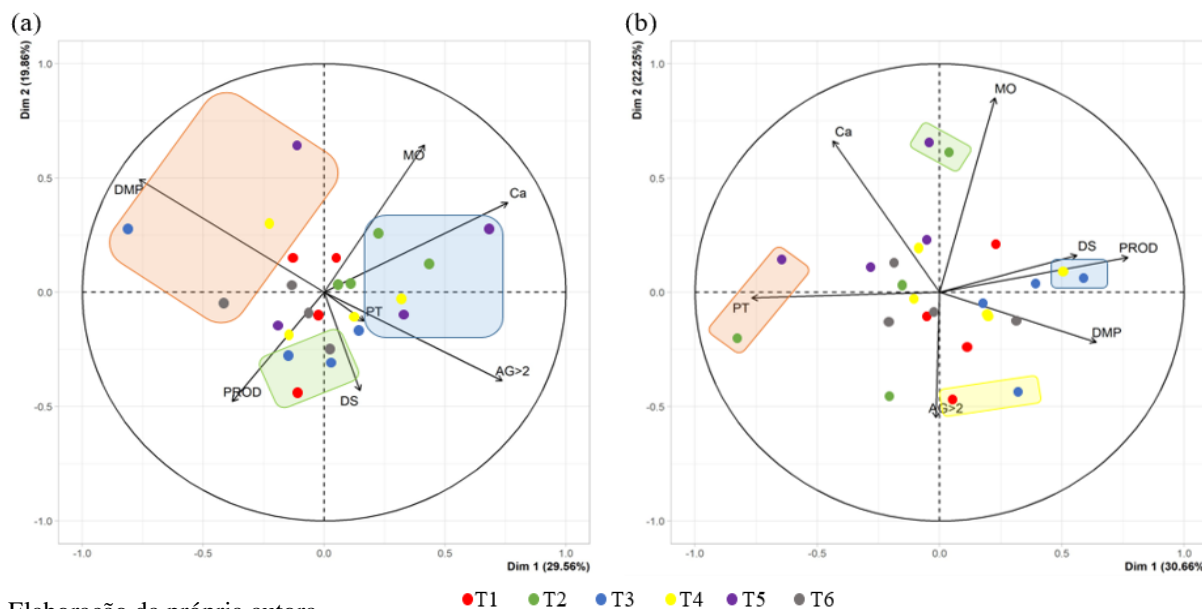 (a)
Dim 2 (19.86%)
1.0
0.5
0.0
-0.5
-1.0
DMP
MO
Ca
PT
PROD
DS
AG>2
-1.0 -0.5 0.0 0.5 1.0
Dim 1 (29.56%)
(b)
Dim 2 (22.25%)
1.0
0.5
0.0
-0.5
-1.0
MO
Ca
DS
PROD
PT
DMP
AG>2
-1.0 -0.5 0.0 0.5 1.0
Dim 1 (30.66%)
T1 T2 T3 T4 T5 T6